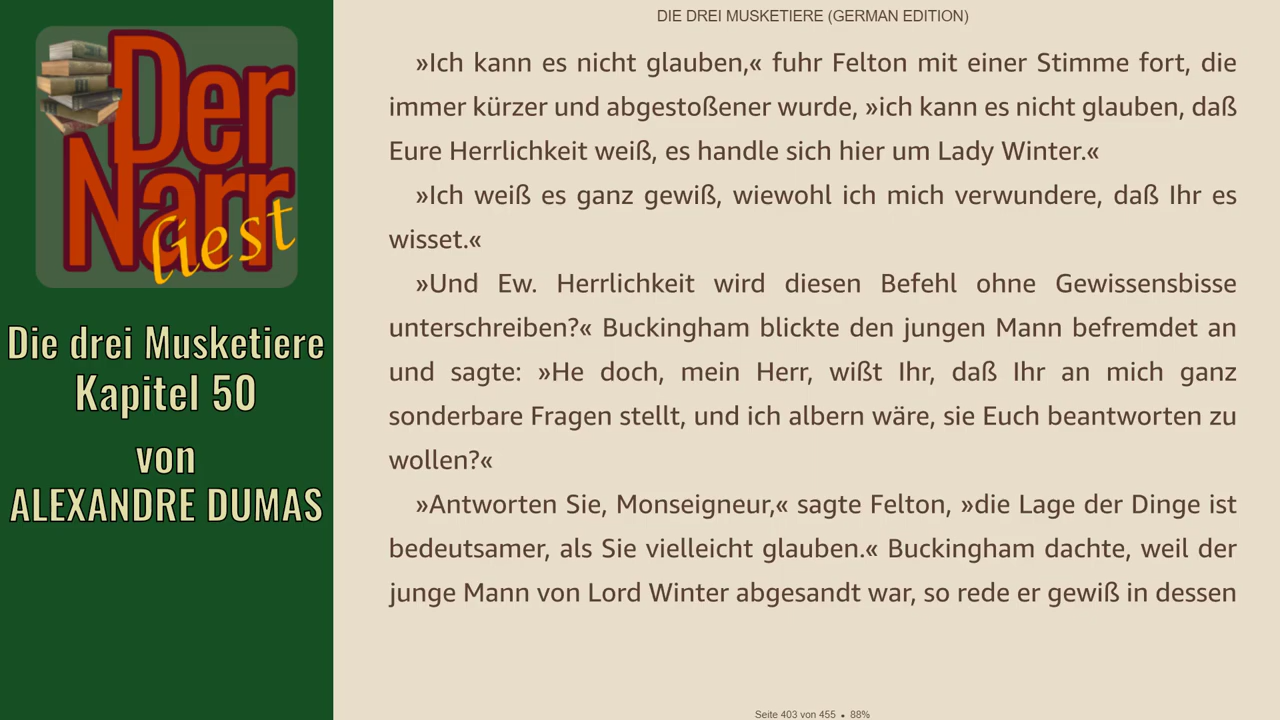 Der
Narr
liest
Die drei Musketiere
Kapitel 50
von
ALEXANDRE DUMAS
DIE DREI MUSKETIERE (GERMAN EDITION)
»Ich kann es nicht glauben,« fuhr Felton mit einer Stimme fort, die
immer kürzer und abgestoßener wurde, »ich kann es nicht glauben, daß
Eure Herrlichkeit weiß, es handle sich hier um Lady Winter.«
»Ich weiß es ganz gewiß, wiewohl ich mich verwundere, daß Ihr es
wisset.«
»Und Ew. Herrlichkeit wird diesen Befehl ohne Gewissensbisse
unterschreiben?« Buckingham blickte den jungen Mann befremdet an
und sagte: »He doch, mein Herr, wißt Ihr, daß Ihr an mich ganz
sonderbare Fragen stellt, und ich albern wäre, sie Euch beantworten zu
wollen?«
»Antworten Sie, Monseigneur,« sagte Felton, »die Lage der Dinge ist
bedeutsamer, als Sie vielleicht glauben.« Buckingham dachte, weil der
junge Mann von Lord Winter abgesandt war, so rede er gewiß in dessen
Seite 403 von 455 • 88%